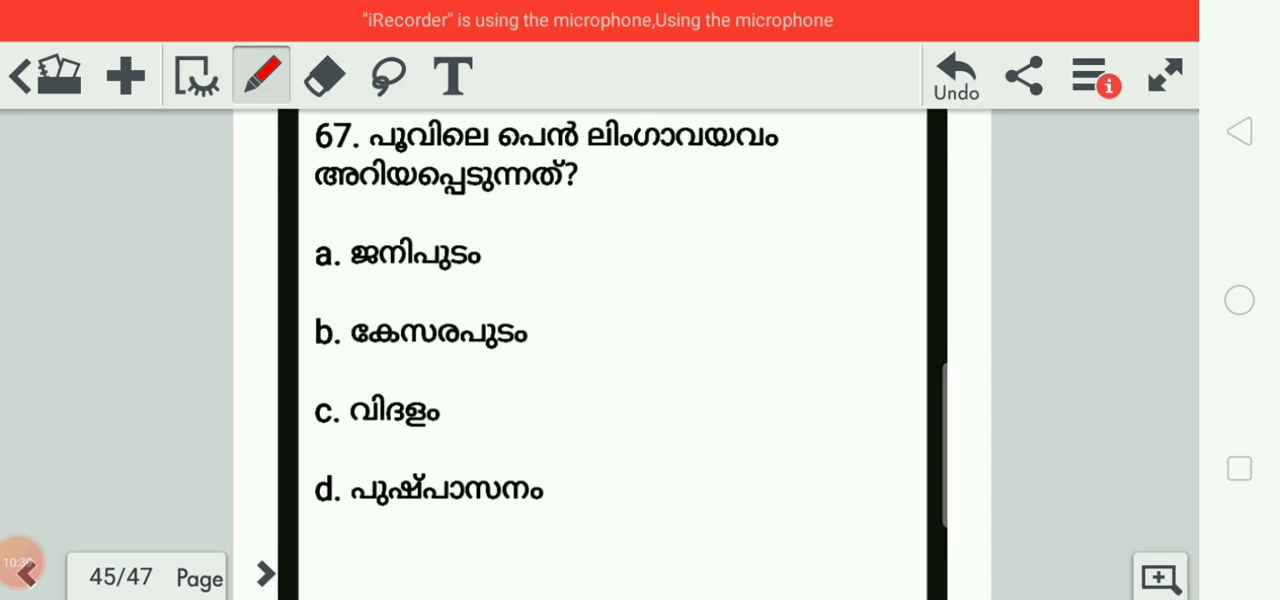 "iRecorder" is using the microphone,Using the microphone
T
Undo
67. പൂവിലെ പെൺ ലിംഗാവയവം
അറിയപ്പെടുന്നത്?
a. ജനിപുടം
b. കേസരപുടം
c. വിദളം
d. പുഷ്പാസനം
45/47 Page